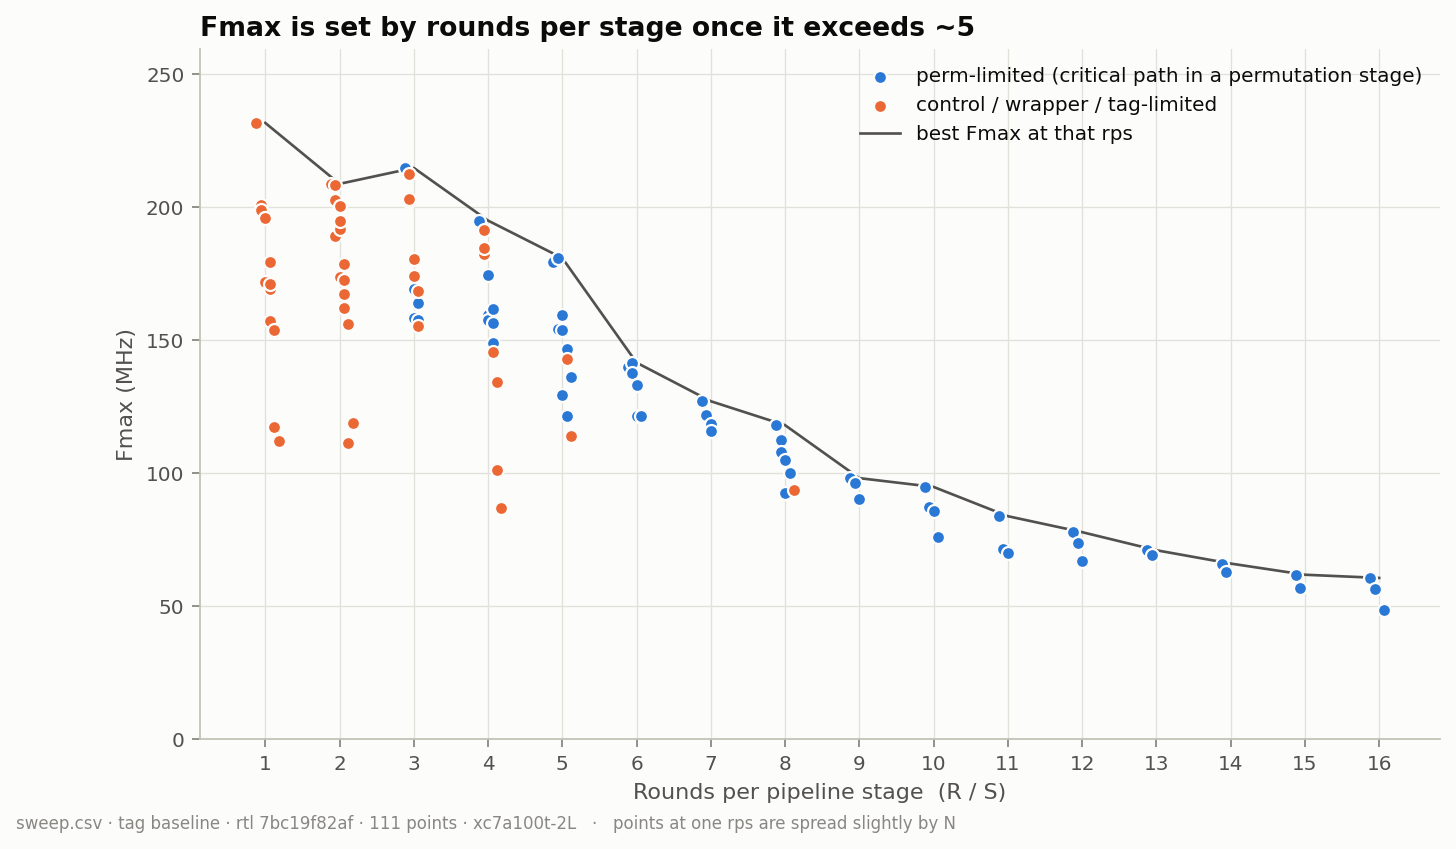 Fmax is set by rounds per stage once it exceeds ~5
perm-limited (critical path in a permutation stage)
control / wrapper / tag-limited
best Fmax at that rps
Fmax (MHz)
250
200
150
100
50
0
1 2 3 4 5 6 7 8 9 10 11 12 13 14 15 16
Rounds per pipeline stage (R / S)
sweep.csv · tag baseline · rtl 7bc19f82af · 111 points · xc7a100t-2L · points at one rps are spread slightly by N